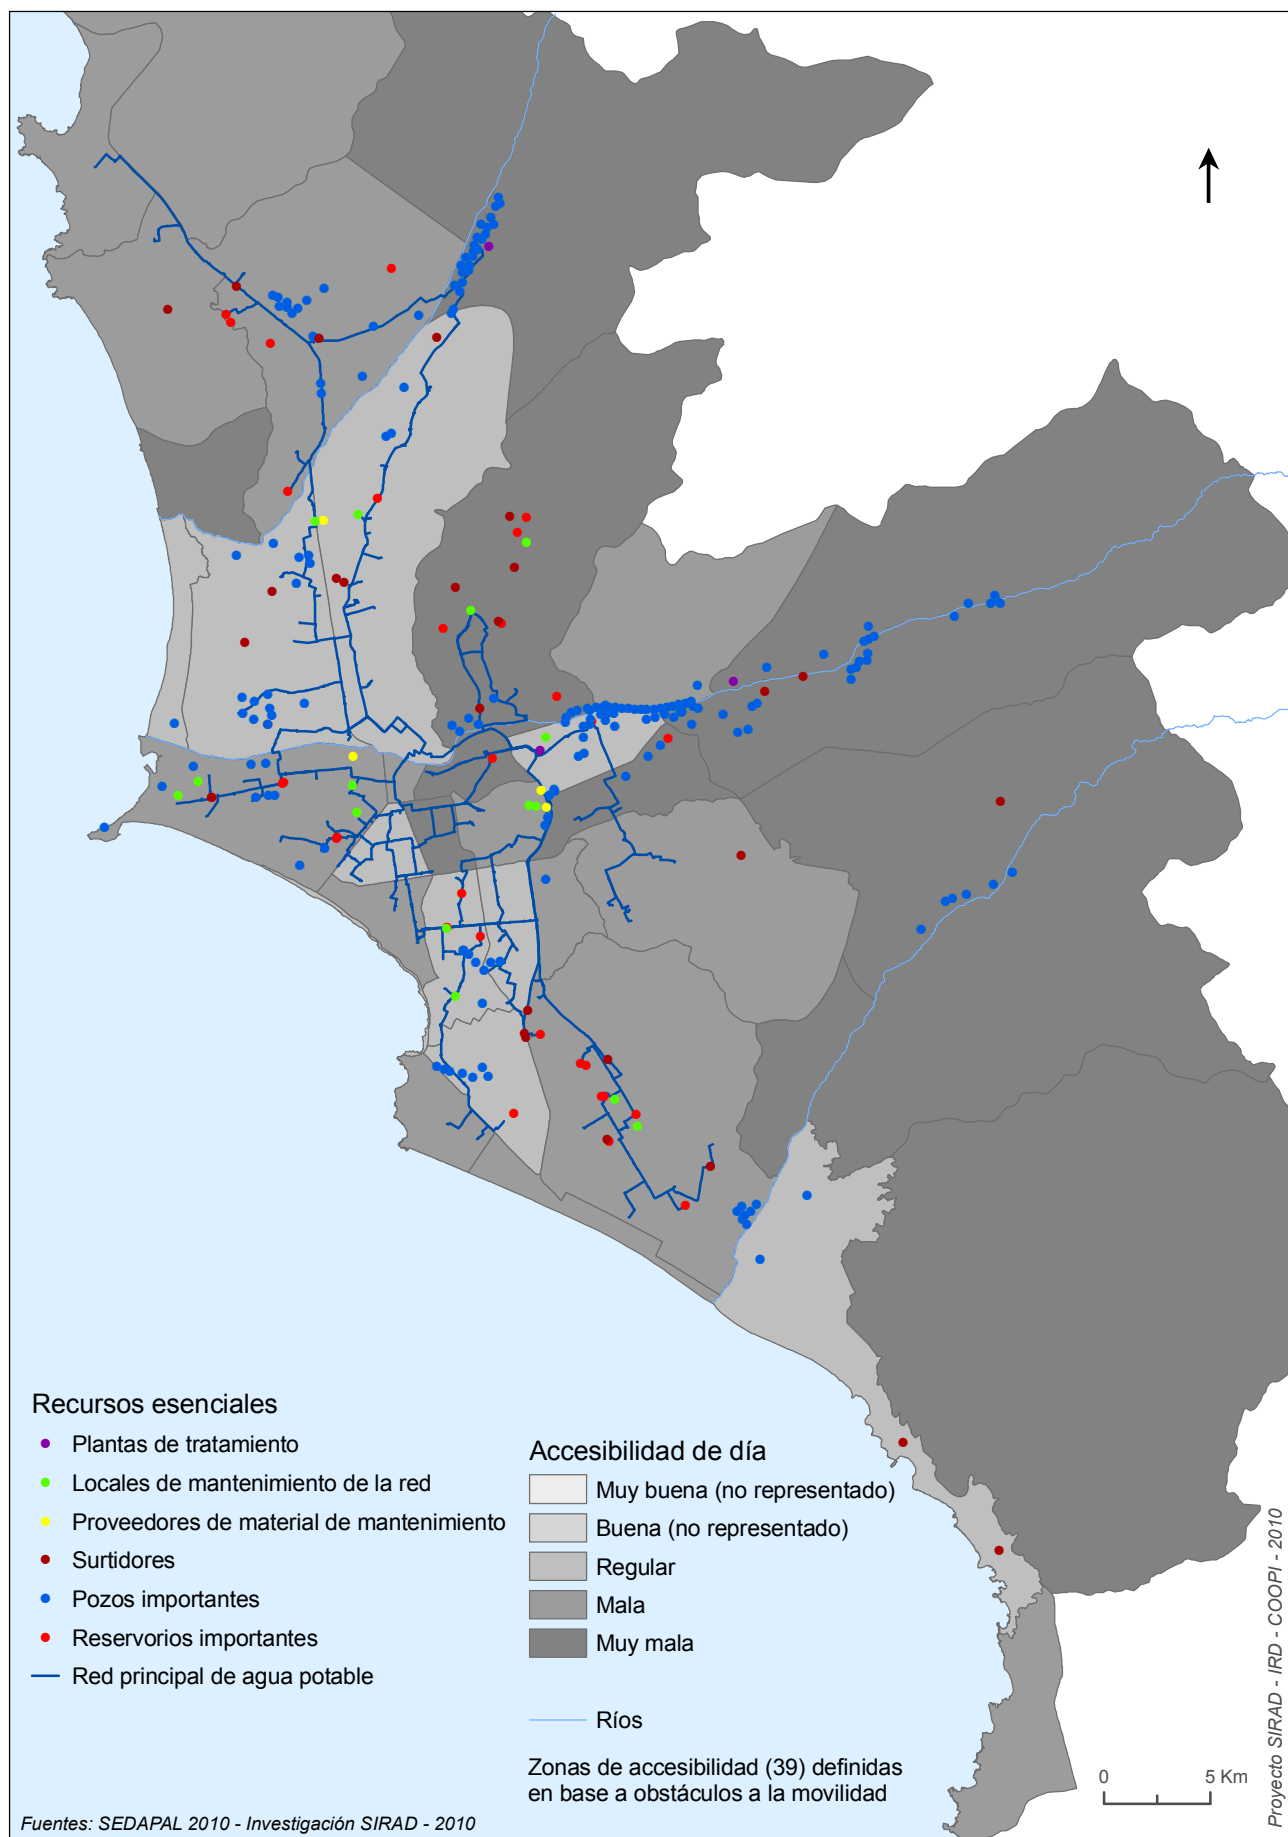 Recursos esenciales
Plantas de tratamiento
Locales de mantenimiento de la red
Proveedores de material de mantenimiento
Surtidores
Pozos importantes
Reservorios importantes
Red principal de agua potable
Accesibilidad de día
Muy buena (no representado)
Buena (no representado)
Regular
Mala
Muy mala
Ríos
Zonas de accesibilidad (39) definidas
en base a obstáculos a la movilidad
0 5 Km
Fuentes: SEDAPAL 2010 - Investigación SIRAD - 2010
Proyecto SIRAD - IRD - COOPI - 2010